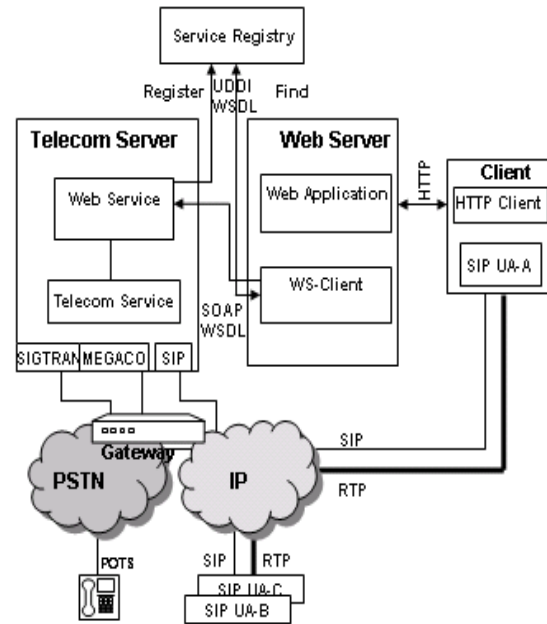 Service Registry
Register
UDDI
WSDL
Find
Telecom Server
Web Server
Client
Web Service
Web Application
HTTP
HTTP Client
SIP UA-A
Telecom Service
WS-Client
SOAP
WSDL
SIGTRAN
MEGACO
SIP
Gateway
PSTN
IP
SIP
RTP
POTS
SIP
RTP
SIP UA-C
SIP UA-B